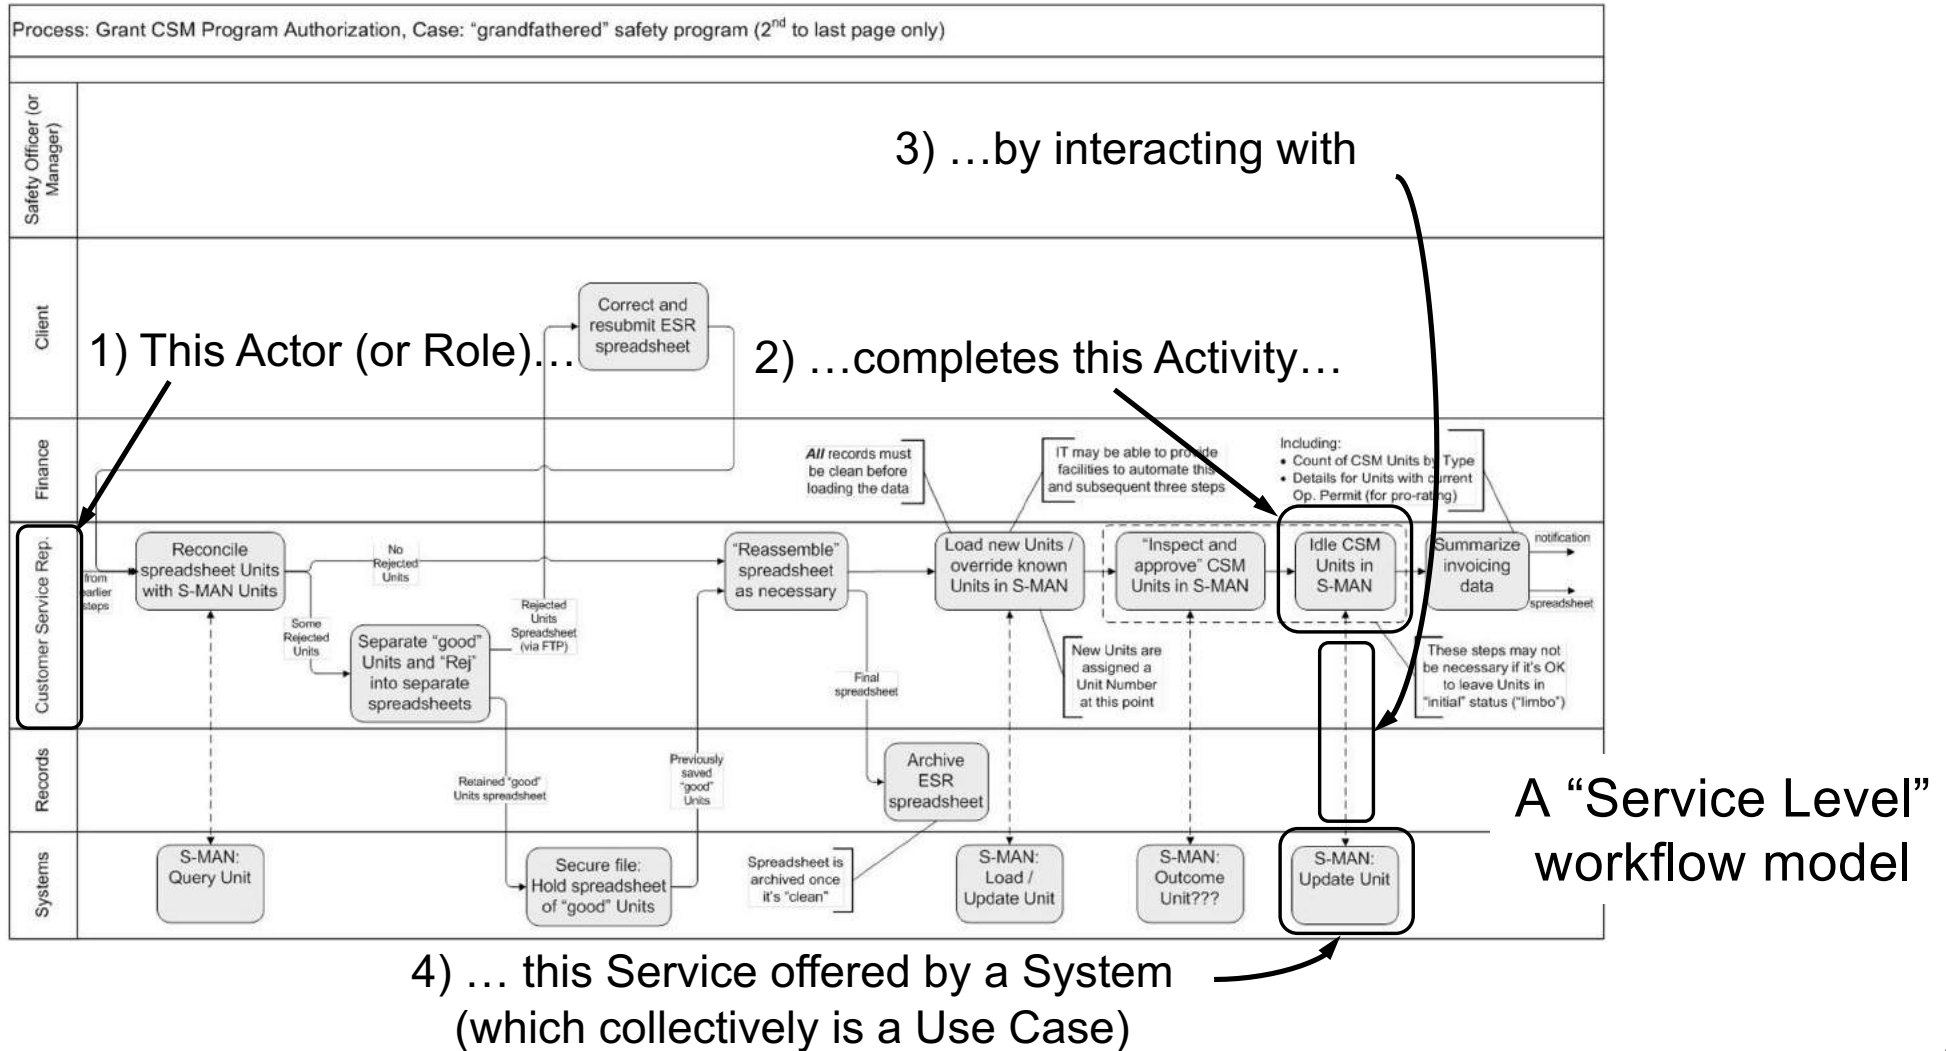 Process: Grant CSM Program Authorization, Case: “grandfathered” safety program (2nd to last page only)
Safety Officer (or
Manager)
3) …by interacting with
Client
Correct and
resubmit ESR
spreadsheet
1) This Actor (or Role)…
2) …completes this Activity…
Finance
All records must
be clean before
loading the data
IT may be able to provide
facilities to automate this
and subsequent three steps
Including:
• Count of CSM Units by Type
• Details for Units with current
Op. Permit (for pro-rating)
Customer Service Rep.
from
earlier
steps
Reconcile
spreadsheet Units
with S-MAN Units
No
Rejected
Units
Some
Rejected
Units
Separate “good”
Units and “Rej”
into separate
spreadsheets
Rejected
Units
Spreadsheet
(via FTP)
“Reassemble”
spreadsheet
as necessary
Final
spreadsheet
Load new Units /
override known
Units in S-MAN
New Units are
assigned a
Unit Number
at this point
“Inspect and
approve” CSM
Units in S-MAN
Idle CSM
Units in
S-MAN
Summarize
invoicing
data
notification
spreadsheet
These steps may not
be necessary if it’s OK
to leave Units in
“initial” status (“limbo”)
Records
Retained “good”
Units spreadsheet
Previously
saved
“good”
Units
Archive
ESR
spreadsheet
A “Service Level”
workflow model
Systems
S-MAN:
Query Unit
Secure file:
Hold spreadsheet
of “good” Units
Spreadsheet is
archived once
it’s “clean”
S-MAN:
Load /
Update Unit
S-MAN:
Outcome
Unit???
S-MAN:
Update Unit
4) … this Service offered by a System
(which collectively is a Use Case)